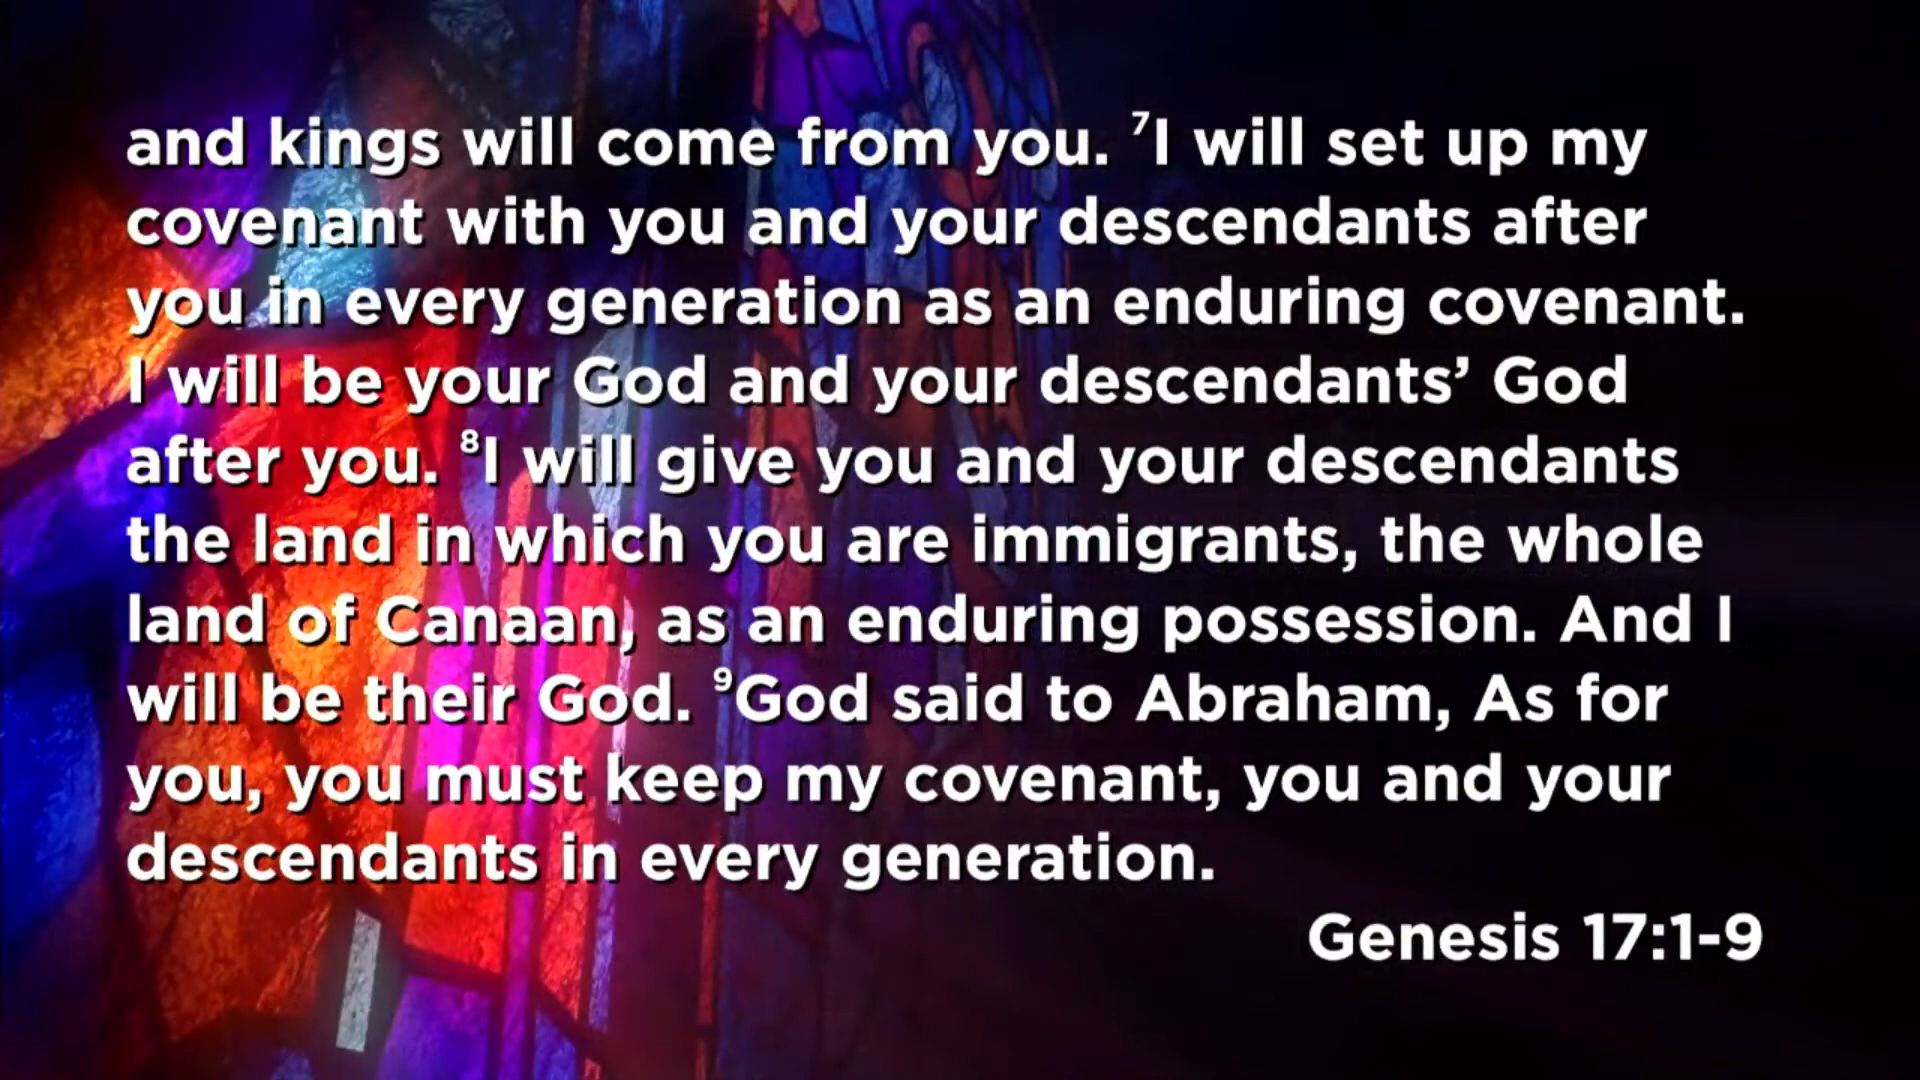 and kings will come from you. ⁷I will set up my
covenant with you and your descendants after
you in every generation as an enduring covenant.
I will be your God and your descendants’ God
after you. ⁸I will give you and your descendants
the land in which you are immigrants, the whole
land of Canaan, as an enduring possession. And I
will be their God. ⁹God said to Abraham, As for
you, you must keep my covenant, you and your
descendants in every generation.
Genesis 17:1-9